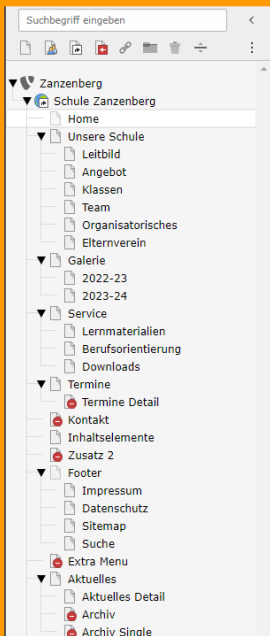 Suchbegriff eingeben
Zanzenberg
Schule Zanzenberg
Home
Unsere Schule
Leitbild
Angebot
Klassen
Team
Organisatorisches
Elternverein
Galerie
2022-23
2023-24
Service
Lernmaterialien
Berufsorientierung
Downloads
Termine
Termine Detail
Kontakt
Inhaltselemente
Zusatz 2
Footer
Impressum
Datenschutz
Sitemap
Suche
Extra Menu
Aktuelles
Aktuelles Detail
Archiv
Archiv Single